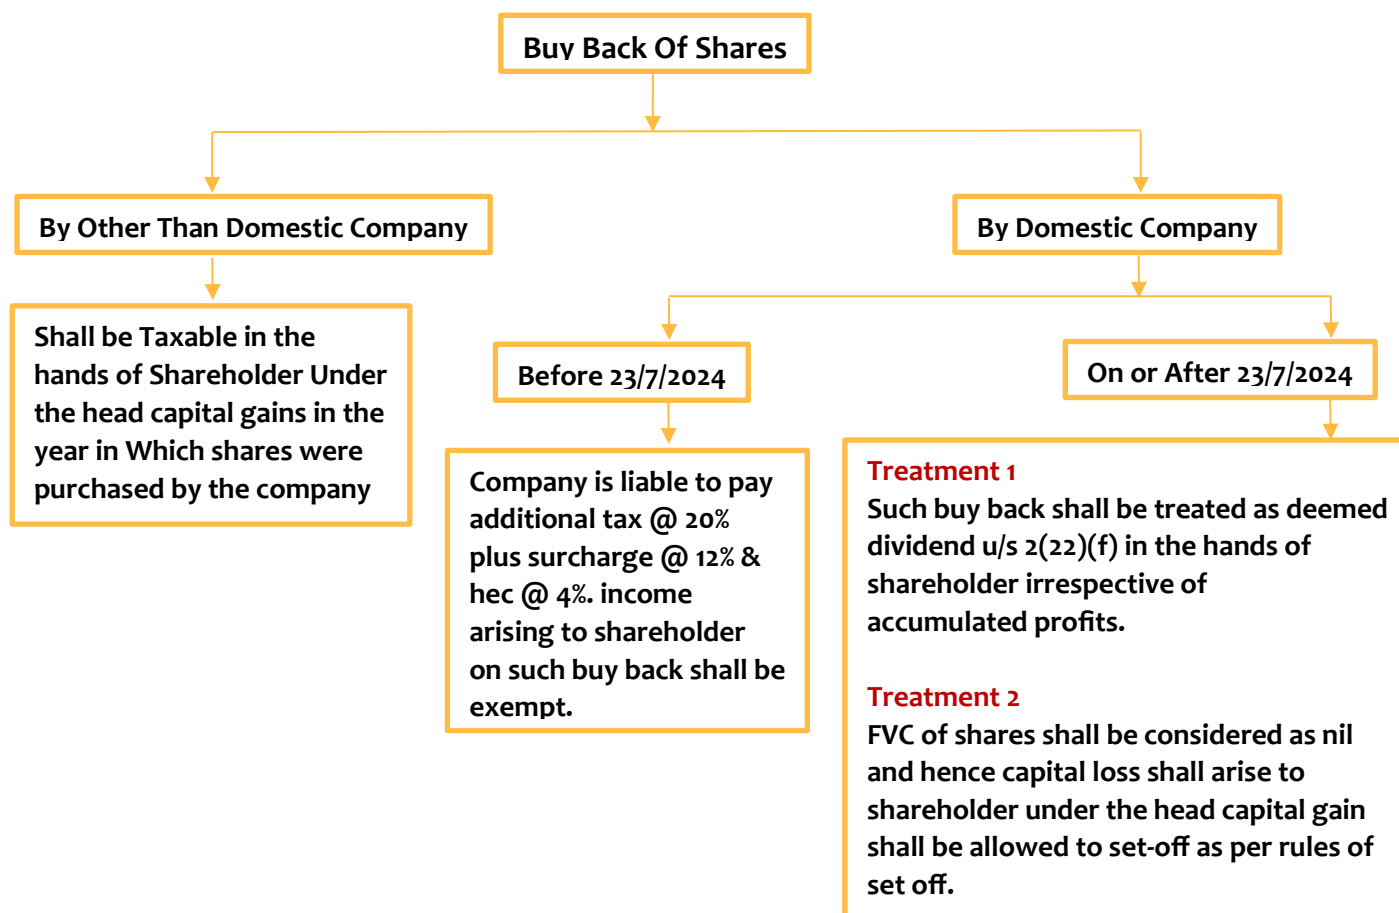 Buy Back Of Shares
By Other Than Domestic Company
By Domestic Company
Shall be Taxable in the
hands of Shareholder Under
the head capital gains in the
year in Which shares were
purchased by the company
Before 23/7/2024
On or After 23/7/2024
Company is liable to pay
additional tax @ 20%
plus surcharge @ 12% &
hec @ 4%. income
arising to shareholder
on such buy back shall be
exempt.
Treatment 1
Such buy back shall be treated as deemed
dividend u/s 2(22)(f) in the hands of
shareholder irrespective of
accumulated profits.
Treatment 2
FVC of shares shall be considered as nil
and hence capital loss shall arise to
shareholder under the head capital gain
shall be allowed to set-off as per rules of
set off.